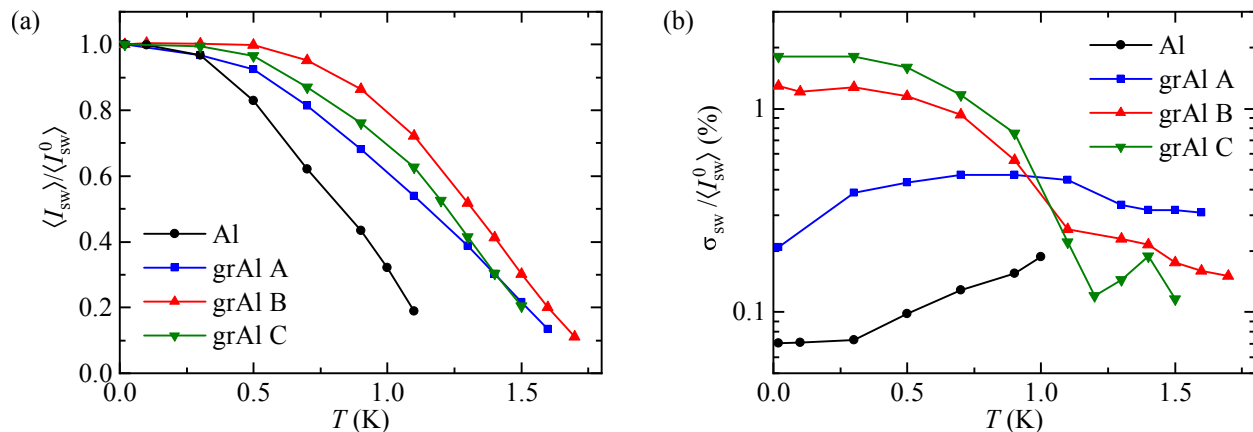 (a)
⟨I_sw⟩/⟨I⁰_sw⟩
1.0
0.8
0.6
0.4
0.2
0.0
Al
grAl A
grAl B
grAl C
0.0 0.5 1.0 1.5
T (K)
(b)
σ_sw /⟨I⁰_sw⟩ (%)
1
0.1
Al
grAl A
grAl B
grAl C
0.0 0.5 1.0 1.5
T (K)